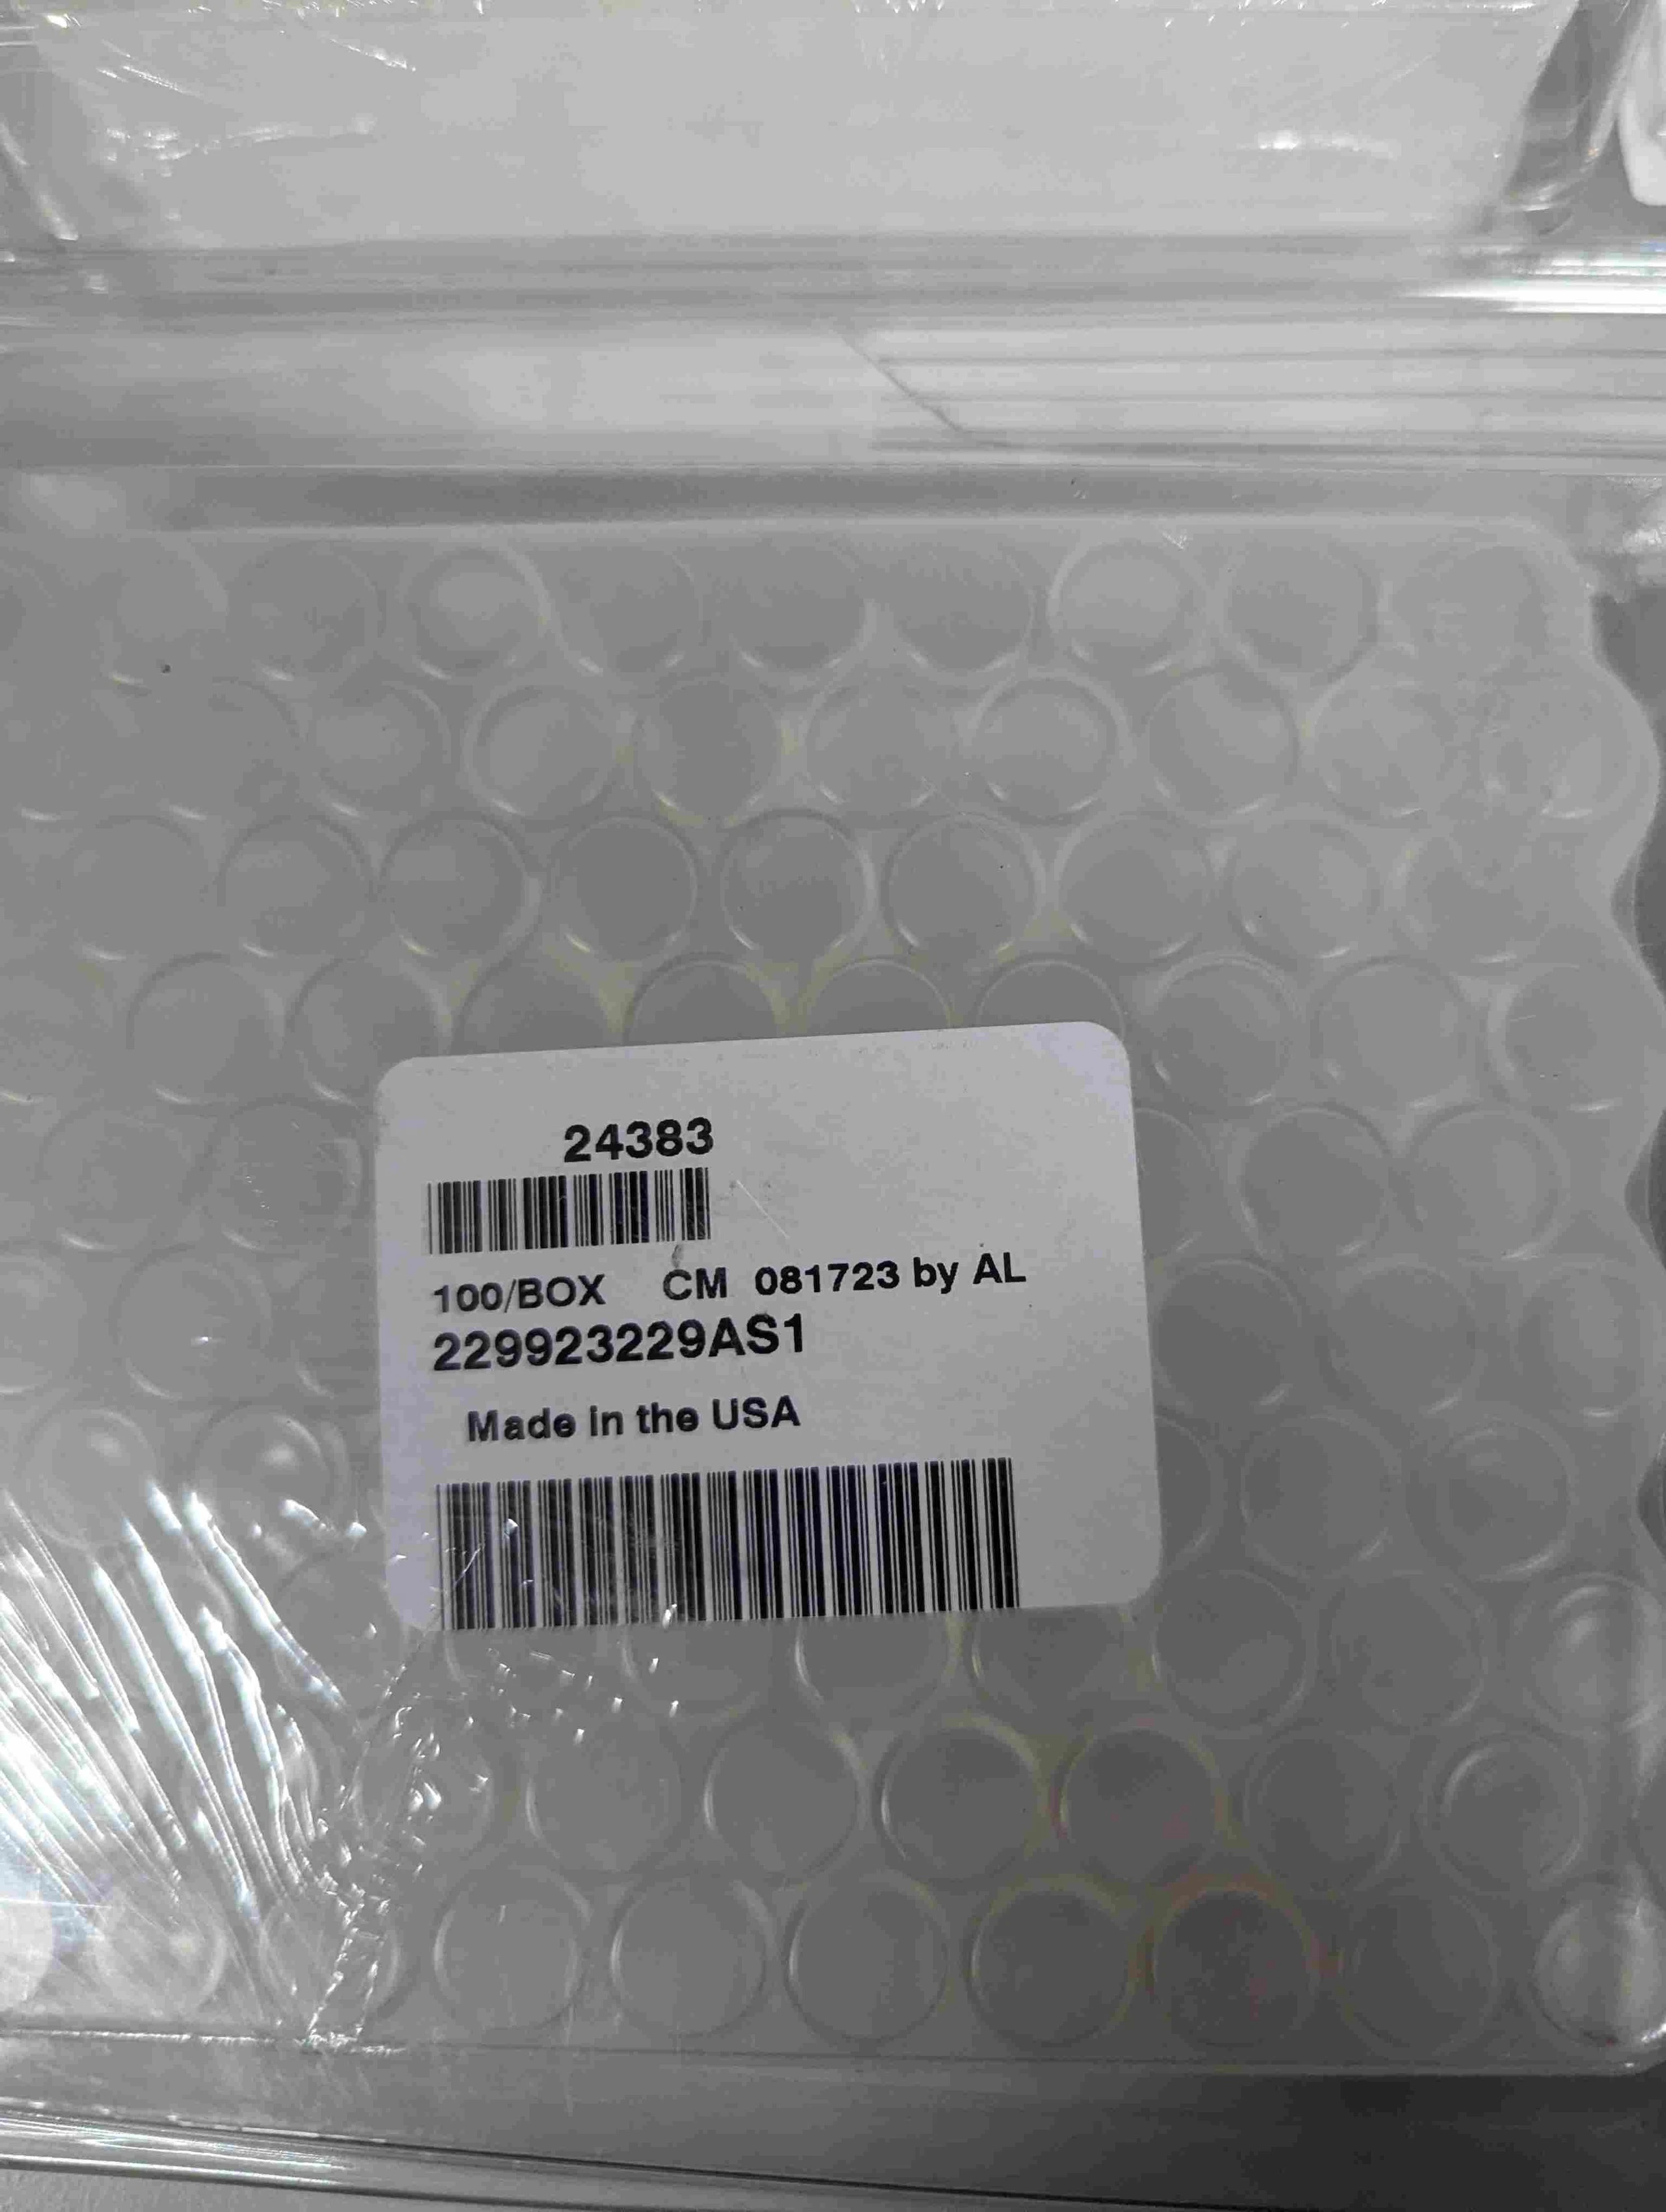 24383
100/BOX CM 081723 by AL
229923229AS1
Made in the USA